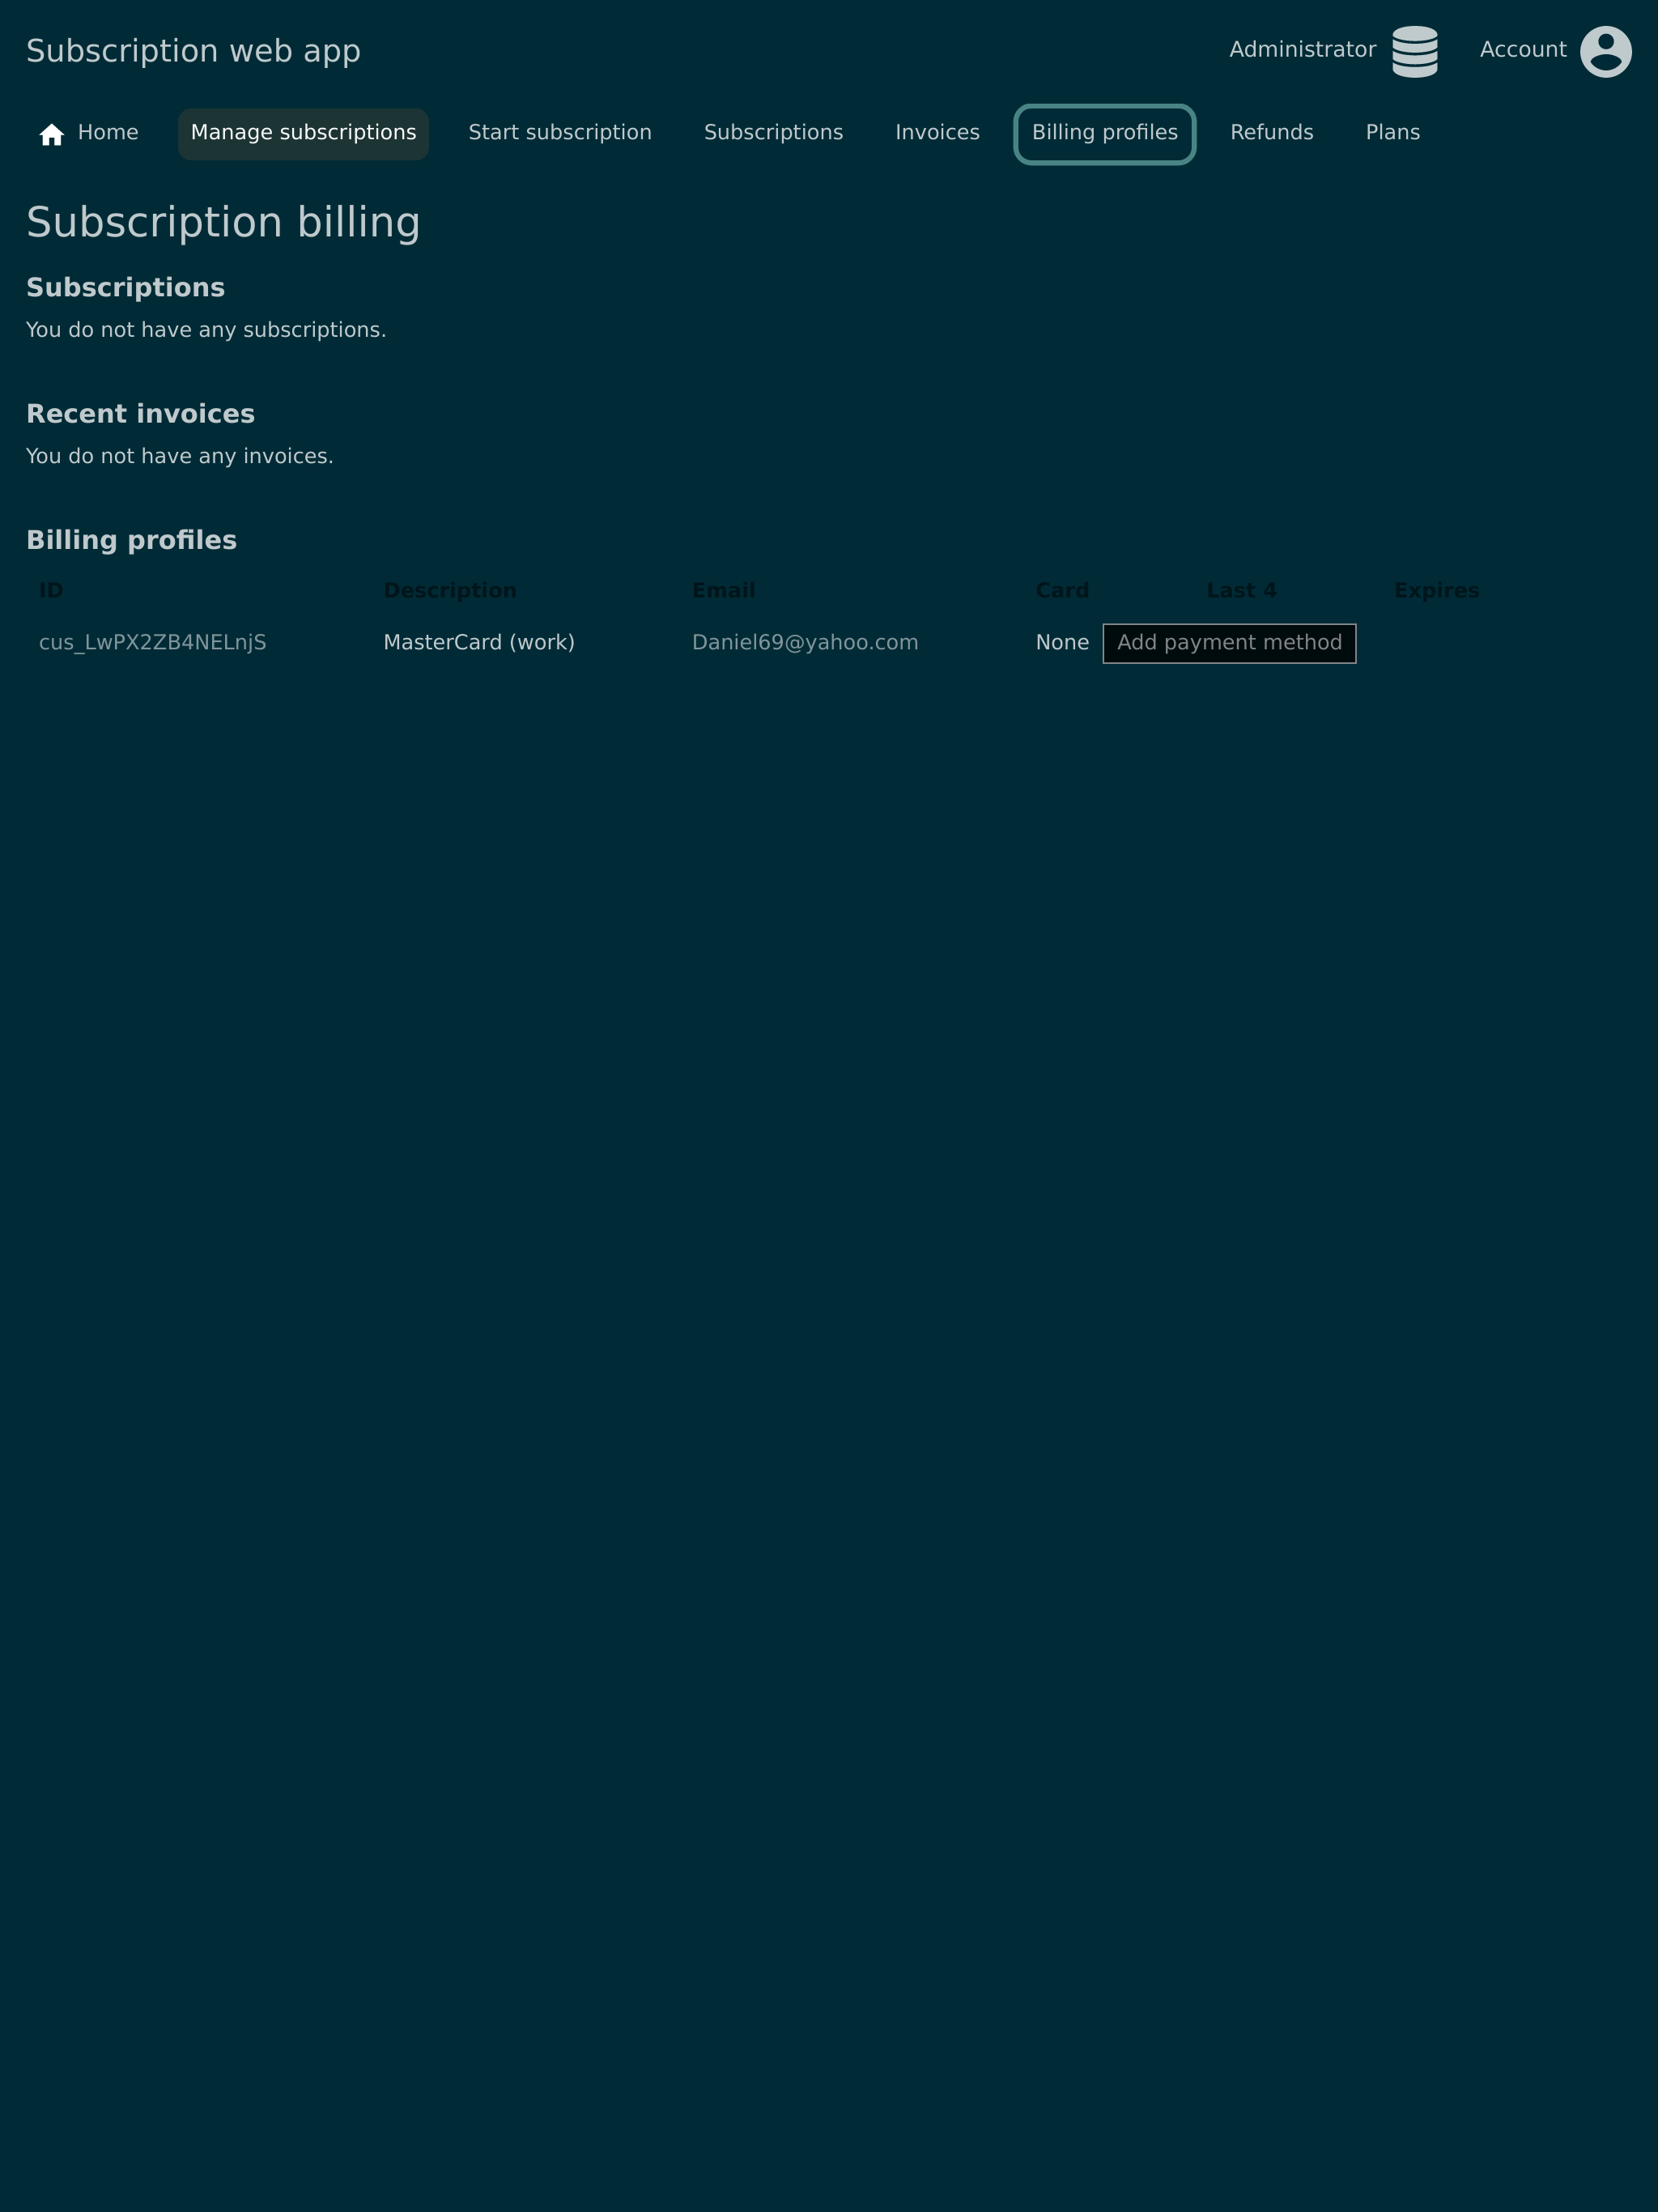 Subscription web app
Administrator
Account
Home
Manage subscriptions
Start subscription
Subscriptions
Invoices
Billing profiles
Refunds
Plans
Subscription billing
Subscriptions
You do not have any subscriptions.
Recent invoices
You do not have any invoices.
Billing profiles
ID Description Email Card Last 4 Expires
cus_LwPX2ZB4NELnjS MasterCard (work) Daniel69@yahoo.com None Add payment method